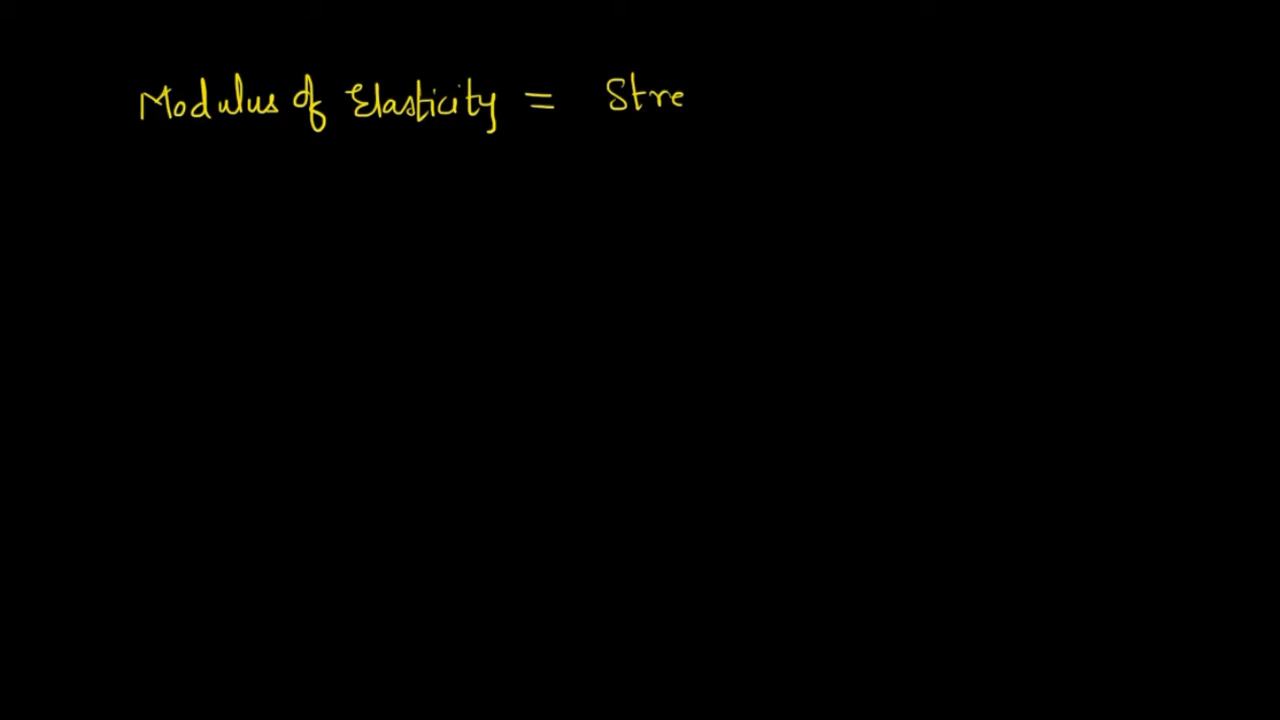 Modulus of Elasticity = Stre